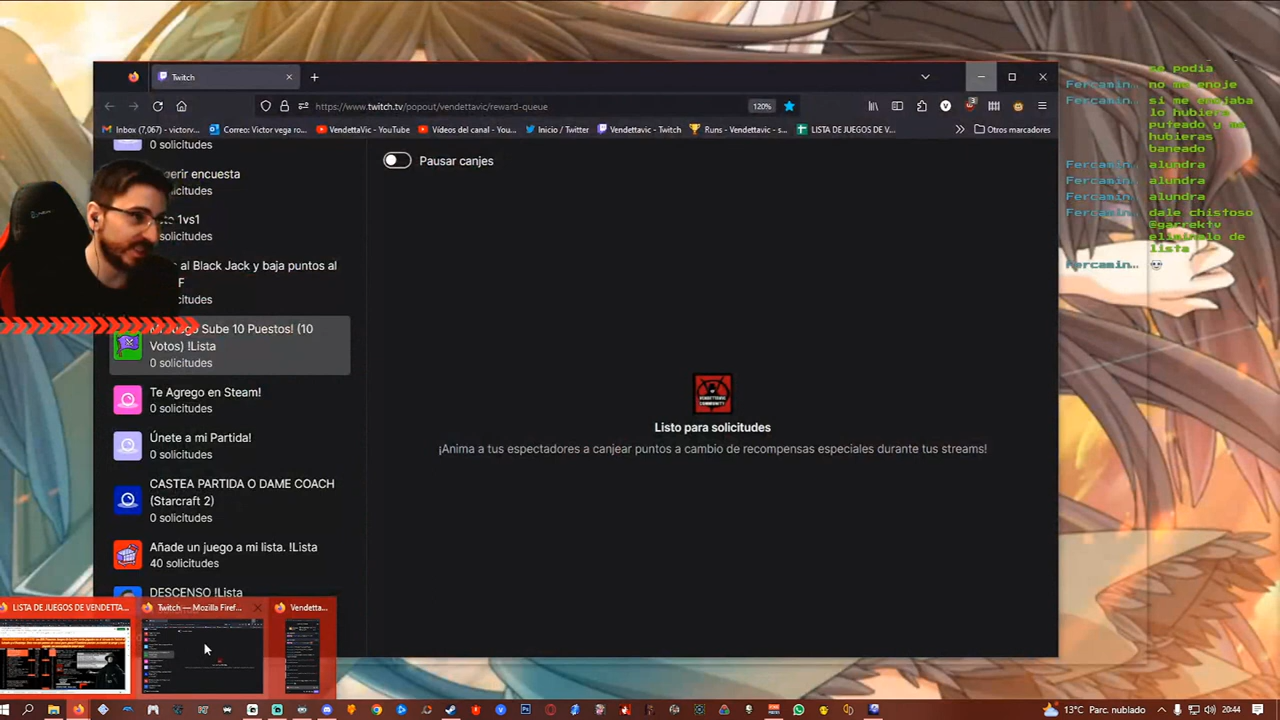 Twitch
https://www.twitch.tv/popout/vendettavic/reward-queue
120%
Inbox (7,067) - victorv...
Correo: Víctor vega ro...
VendettaVic - YouTube
Inicio / Twitter
Vendettavic - Twitch
Runs - Vendettavic - s...
LISTA DE JUEGOS DE V...
Otros marcadores
3
0 solicitudes
Pausar canjes
erir encuesta
solicitudes
1vs1
solicitudes
al Black Jack y baja puntos al
F
icitudes
Mi Juego Sube 10 Puestos! (10
Votos) !Lista
0 solicitudes
Te Agrego en Steam!
0 solicitudes
Únete a mi Partida!
0 solicitudes
CASTEA PARTIDA O DAME COACH
(Starcraft 2)
0 solicitudes
Añade un juego a mi lista. !Lista
40 solicitudes
DESCENSO !Lista
Listo para solicitudes
¡Anima a tus espectadores a canjear puntos a cambio de recompensas especiales durante tus streams!
se podia
Fercamin... no me enoje
Fercamin... si me enojaba
lo hubiera
puteado y me
hubieras
baneado
Fercamin... alundra
Fercamin... alundra
Fercamin... alundra
Fercamin... dale chistoso
@garrektv
eliminalo de
lista
Fercamin...
LISTA DE JUEGOS DE VENDETTA...
Twitch — Mozilla Firef...
Vendetta...
13°C Parc. nublado
20:44